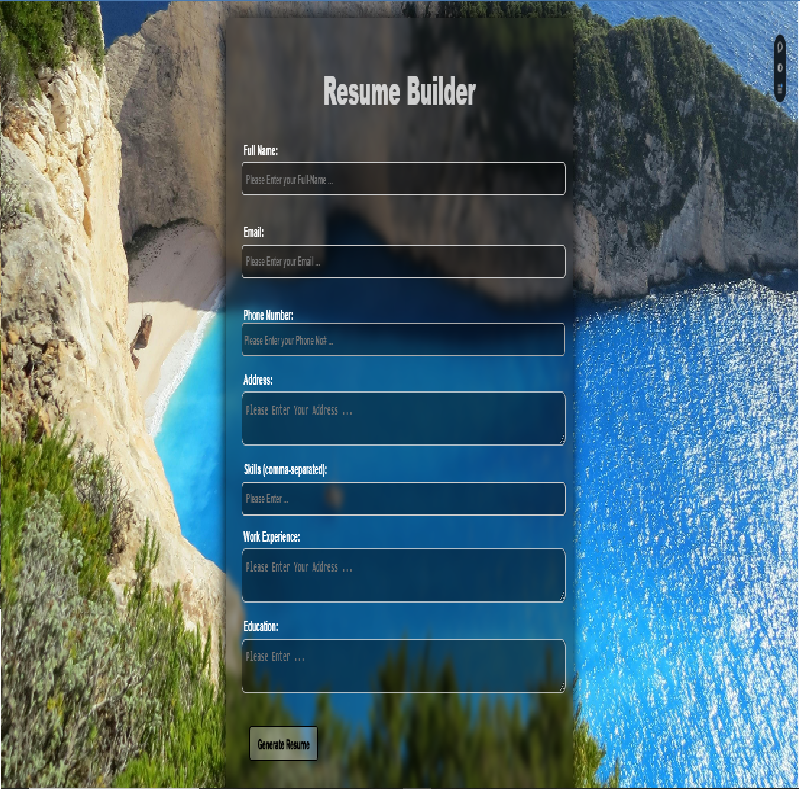 Resume Builder
Full Name:
Please Enter your Full-Name ...
Email:
Please Enter your Email ...
Phone Number:
Please Enter your Phone No# ...
Address:
Please Enter Your Address ...
Skills (comma-separated):
Please Enter ...
Work Experience:
Please Enter Your Address ...
Education:
Please Enter ...
Generate Resume